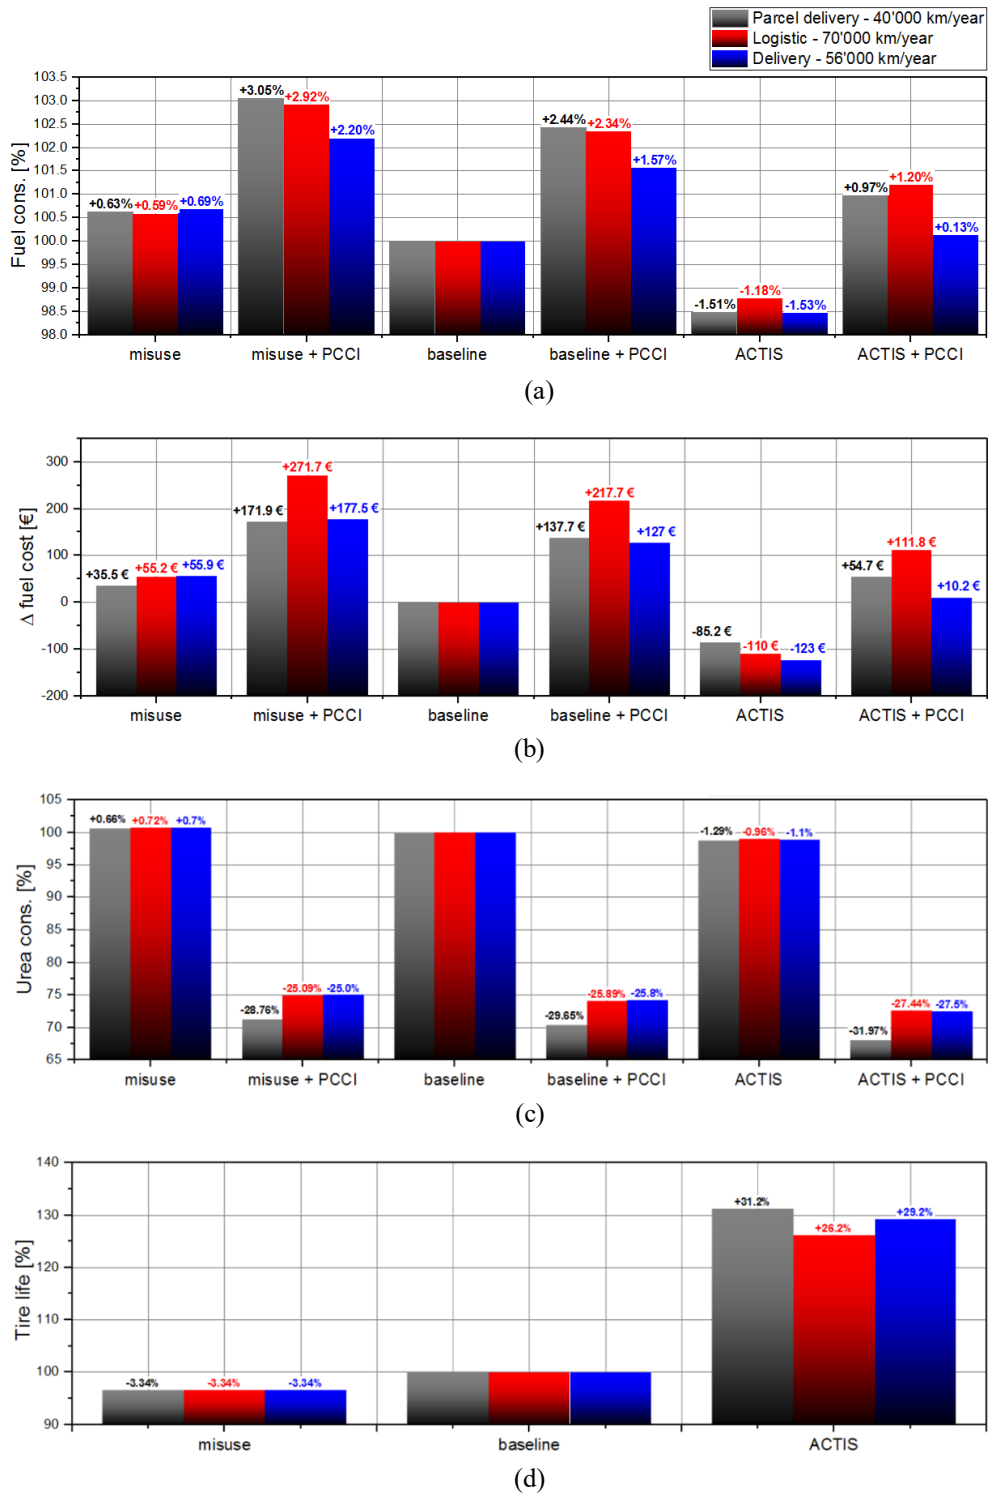 Parcel delivery - 40'000 km/year
Logistic - 70'000 km/year
Delivery - 56'000 km/year
Fuel cons. [%]
103.5
103.0
102.5
102.0
101.5
101.0
100.5
100.0
99.5
99.0
98.5
98.0
+0.63%
+0.59%
+0.69%
+3.05%
+2.92%
+2.20%
+2.44%
+2.34%
+1.57%
-1.51%
-1.18%
-1.53%
+0.97%
+1.20%
+0.13%
misuse
misuse + PCCI
baseline
baseline + PCCI
ACTIS
ACTIS + PCCI
(a)
Δ fuel cost [€]
300
200
100
0
-100
-200
+35.5 €
+55.2 €
+55.9 €
+171.9 €
+271.7 €
+177.5 €
+137.7 €
+217.7 €
+127 €
-85.2 €
-110 €
-123 €
+54.7 €
+111.8 €
+10.2 €
misuse
misuse + PCCI
baseline
baseline + PCCI
ACTIS
ACTIS + PCCI
(b)
Urea cons. [%]
105
100
95
90
85
80
75
70
65
+0.66%
+0.72%
+0.7%
-28.76%
-25.09%
-25.0%
-29.65%
-25.89%
-25.8%
-1.29%
-0.96%
-1.1%
-31.97%
-27.44%
-27.5%
misuse
misuse + PCCI
baseline
baseline + PCCI
ACTIS
ACTIS + PCCI
(c)
Tire life [%]
140
130
120
110
100
90
-3.34%
-3.34%
-3.34%
+31.2%
+26.2%
+29.2%
misuse
baseline
ACTIS
(d)